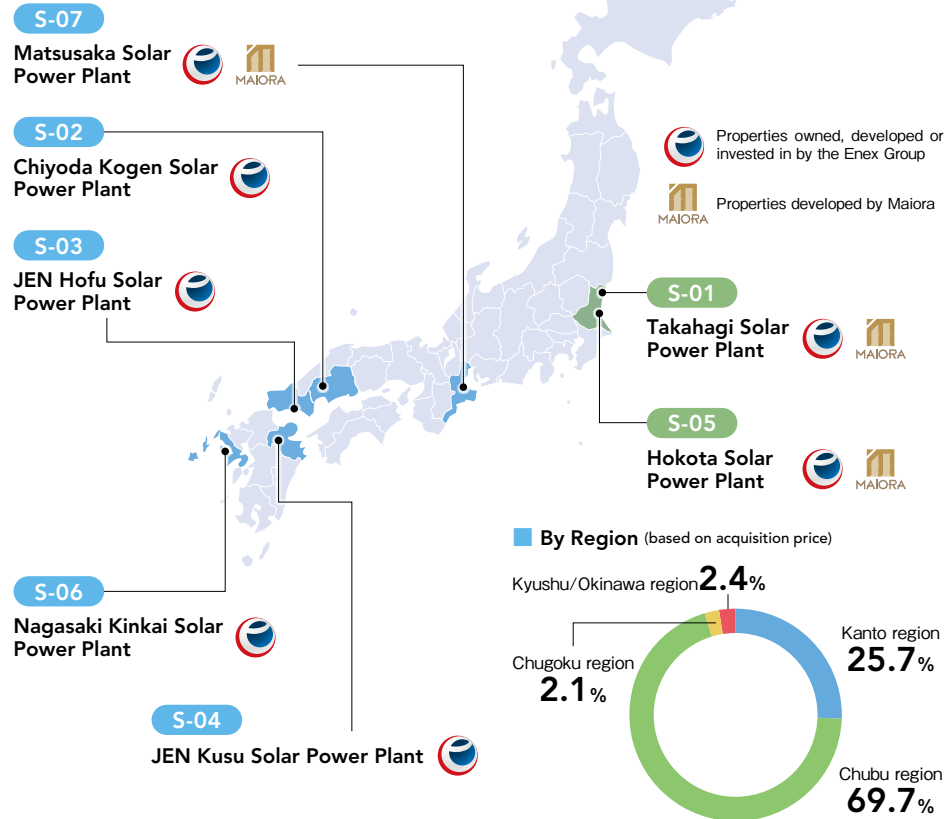 S-07
Matsusaka Solar
Power Plant
MAIORA
S-02
Chiyoda Kogen Solar
Power Plant
S-03
JEN Hofu Solar
Power Plant
Properties owned, developed or
invested in by the Enex Group
MAIORA
Properties developed by Maiora
S-01
Takahagi Solar
Power Plant
MAIORA
S-05
Hokota Solar
Power Plant
MAIORA
S-06
Nagasaki Kinkai Solar
Power Plant
S-04
JEN Kusu Solar Power Plant
By Region (based on acquisition price)
Kyushu/Okinawa region 2.4%
Chugoku region
2.1%
Kanto region
25.7%
Chubu region
69.7%